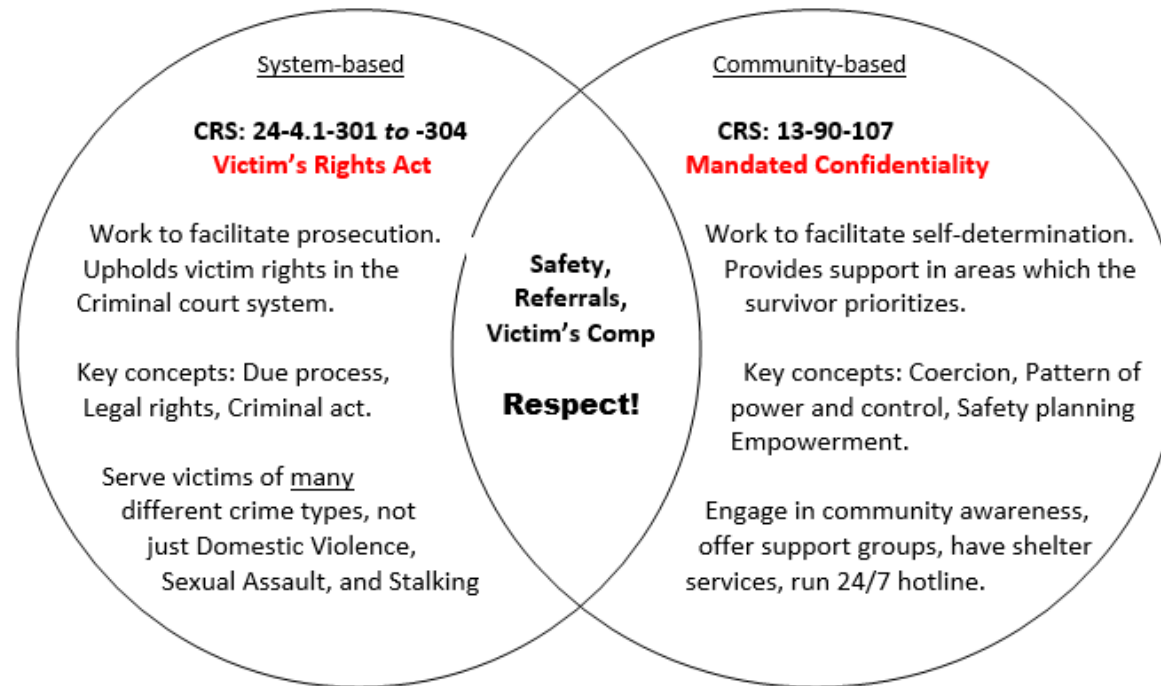 System-based
CRS: 24-4.1-301 to -304
Victim's Rights Act
Work to facilitate prosecution.
Upholds victim rights in the
Criminal court system.
Key concepts: Due process,
Legal rights, Criminal act.
Serve victims of many
different crime types, not
just Domestic Violence,
Sexual Assault, and Stalking
Safety,
Referrals,
Victim's Comp
Respect!
Community-based
CRS: 13-90-107
Mandated Confidentiality
Work to facilitate self-determination.
Provides support in areas which the
survivor prioritizes.
Key concepts: Coercion, Pattern of
power and control, Safety planning
Empowerment.
Engage in community awareness,
offer support groups, have shelter
services, run 24/7 hotline.